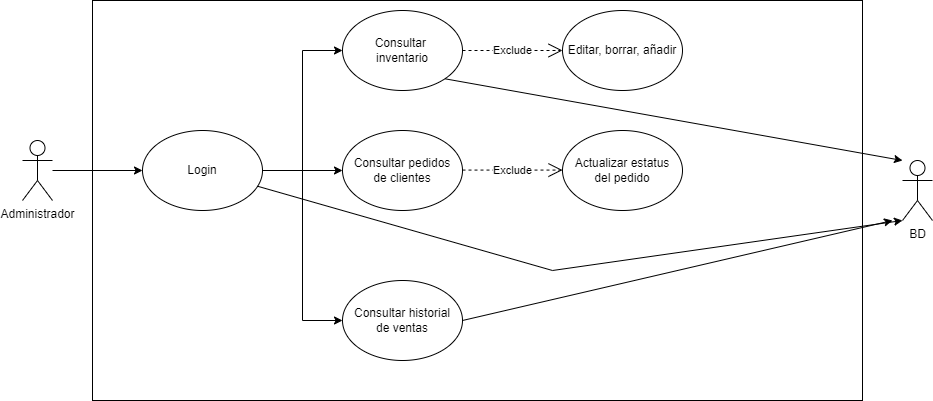 Consultar
inventario
Exclude
Editar, borrar, añadir
Login
Consultar pedidos
de clientes
Exclude
Actualizar estatus
del pedido
Administrador
BD
Consultar historial
de ventas